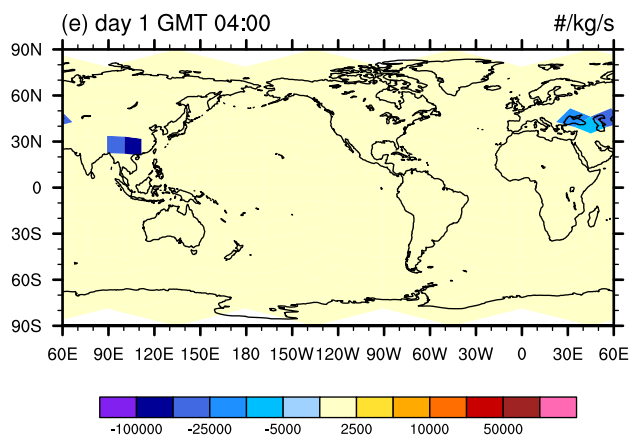 (e) day 1 GMT 04:00 #/kg/s
90N
60N
30N
0
30S
60S
90S
60E 90E 120E 150E 180 150W 120W 90W 60W 30W 0 30E 60E
-100000 -25000 -5000 2500 10000 50000